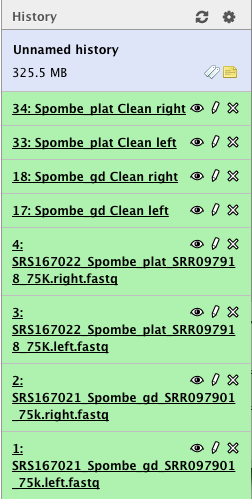 History
Unnamed history
325.5 MB
34: Spombe_plat Clean right
33: Spombe_plat Clean left
18: Spombe_gd Clean right
17: Spombe_gd Clean left
4:
SRS167022_Spombe_plat_SRR09791
8_75K.right.fastq
3:
SRS167022_Spombe_plat_SRR09791
8_75K.left.fastq
2:
SRS167021_Spombe_gd_SRR097901
_75k.right.fastq
1:
SRS167021_Spombe_gd_SRR097901
_75k.left.fastq